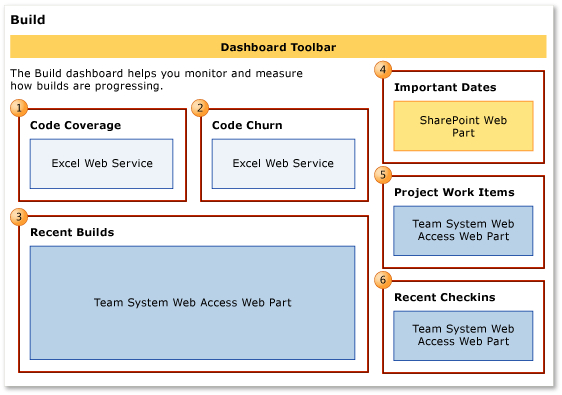 Build
Dashboard Toolbar
The Build dashboard helps you monitor and measure
how builds are progressing.
1
Code Coverage
Excel Web Service
2
Code Churn
Excel Web Service
3
Recent Builds
Team System Web Access Web Part
4
Important Dates
SharePoint Web
Part
5
Project Work Items
Team System Web
Access Web Part
6
Recent Checkins
Team System Web
Access Web Part